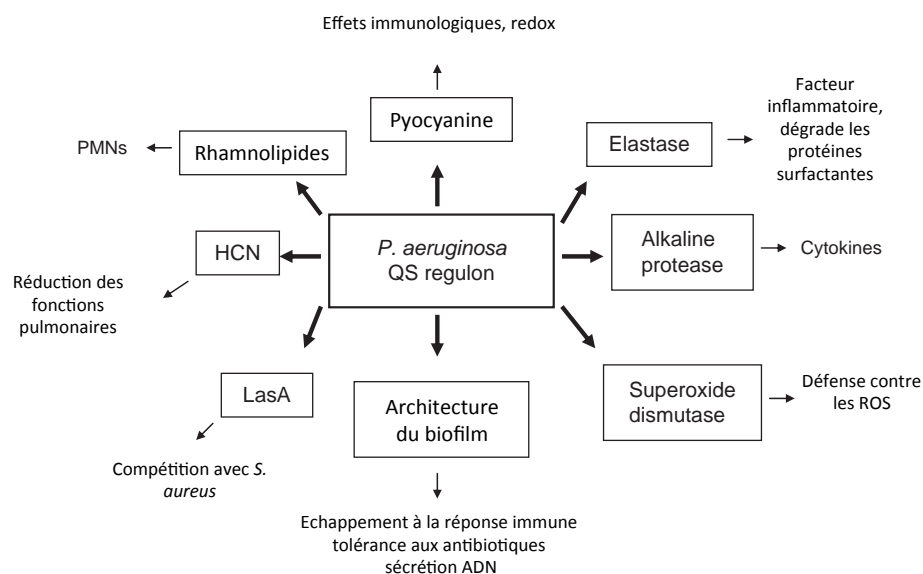 Effets immunologiques, redox
Pyocyanine
Facteur
inflammatoire,
dégrade les
protéines
surfactantes
Elastase
PMNs
Rhamnolipides
P. aeruginosa
QS regulon
HCN
Alkaline
protease
Cytokines
Réduction des
fonctions
pulmonaires
LasA
Architecture
du biofilm
Superoxide
dismutase
Défense contre
les ROS
Compétition avec S.
aureus
Echappement à la réponse immune
tolérance aux antibiotiques
sécrétion ADN